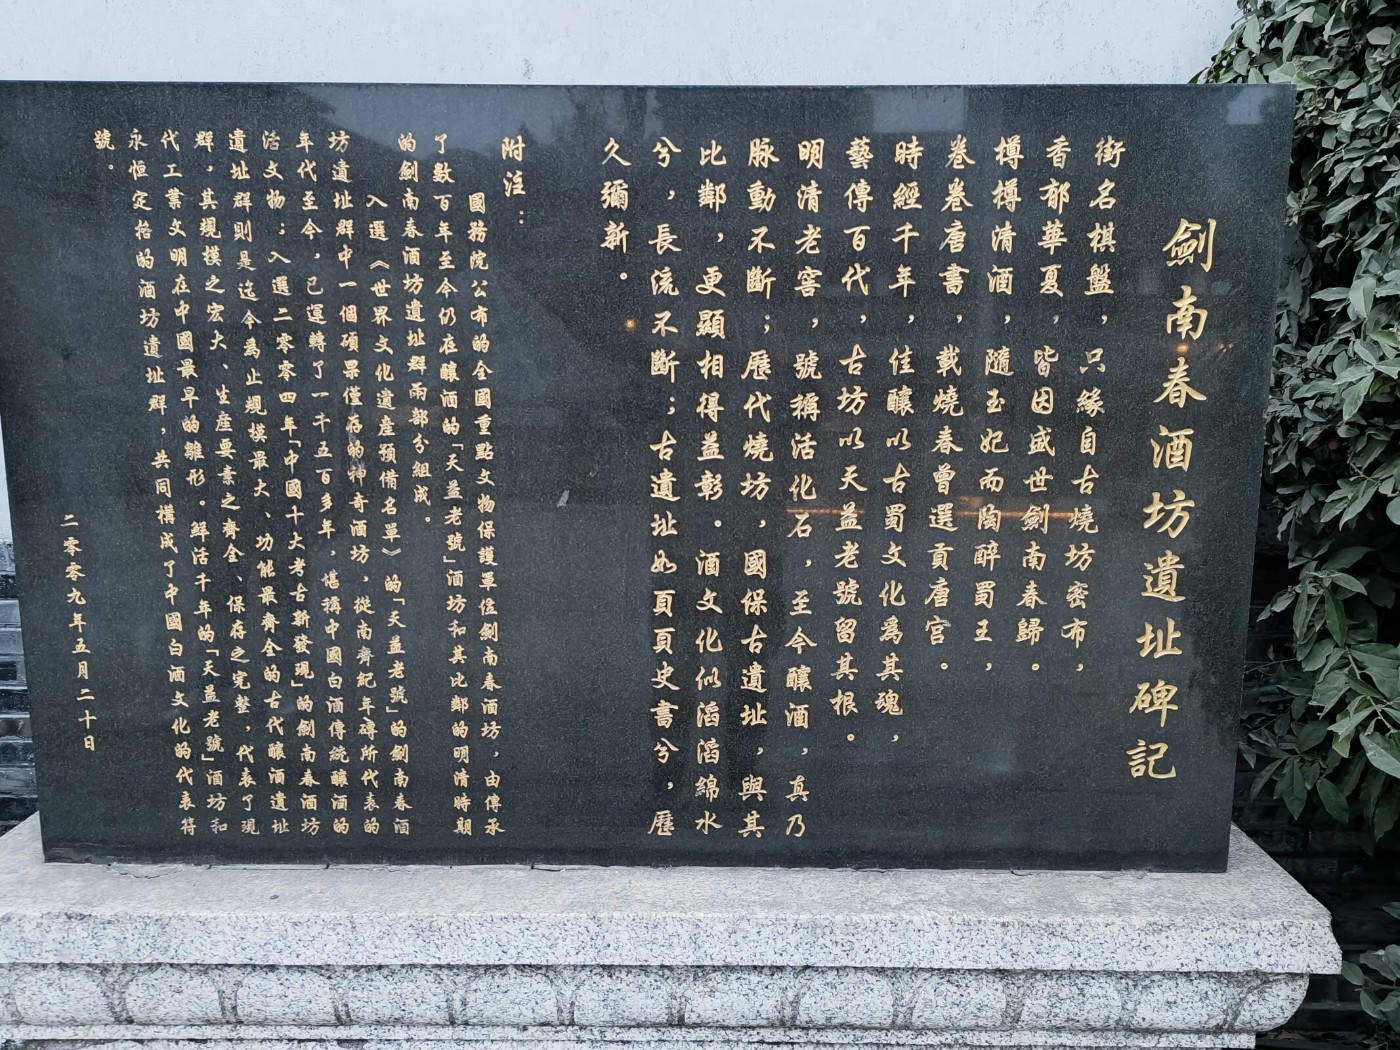 劍南春酒坊遺址碑記
街名棋盤，只緣自古燒坊密布，
香郁華夏，皆因盛世劍南春歸。
樽樽清酒，隨玉妃而陶醉蜀王，
卷卷唐書，載燒春曾選貢唐宮。
時經千年，佳釀以古蜀文化為其魂，
藝傳百代，古坊以天益老號留其根。
明清老窖，號稱活化石，至今釀酒，真乃
脉動不斷；歷代燒坊，國保古遺址，與其
比鄰，更顯相得益彰。酒文化似滔滔綿水
兮，長流不斷；古遺址如頁頁史書兮，歷
久彌新。
附注：
國務院公布的全國重點文物保護單位劍南春酒坊，由傳承
了數百年至今仍在釀酒的「天益老號」酒坊和其比鄰的明清時期
的劍南春酒坊遺址群兩部分組成。
入選《世界文化遺産預備名單》的「天益老號」的劍南春酒
坊遺址群中一個碩果僅存的神奇酒坊，從南齊紀年磚所代表的
年代至今，已運轉了一千五百多年，堪稱中國白酒傳統釀酒的
活文物；入選二零零四年「中國十大考古新發現」的劍南春酒坊
遺址群則是迄今為止規模最大、功能最齊全的古代釀酒遺址
群，其規模之宏大、生産要素之齊全、保存之完整，代表了現
代工業文明在中國最早的雛形。鮮活千年的「天益老號」酒坊和
永恒定格的酒坊遺址群，共同構成了中國白酒文化的代表符
號。
二零零九年五月二十日